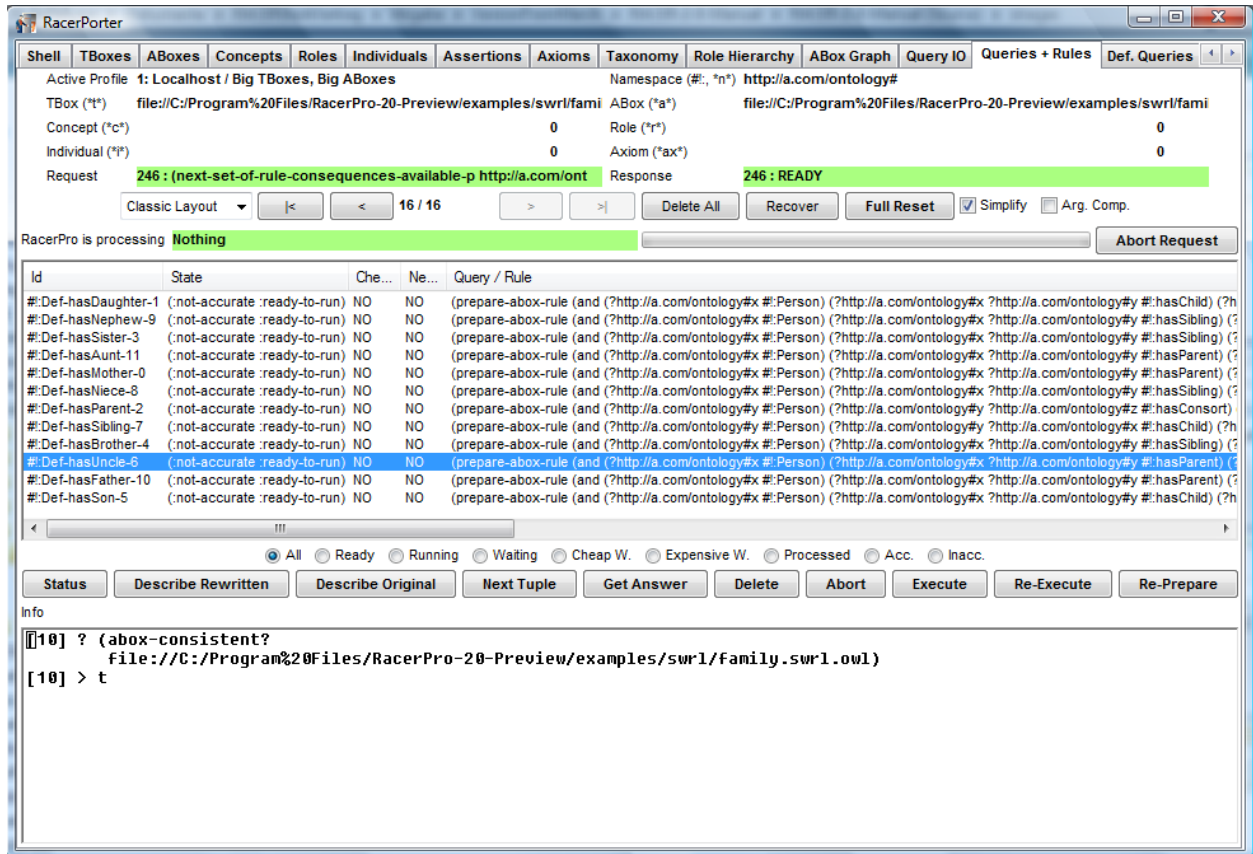 RacerPorter
Shell TBoxes ABoxes Concepts Roles Individuals Assertions Axioms Taxonomy Role Hierarchy ABox Graph Query IO Queries + Rules Def. Queries
Active Profile 1: Localhost / Big TBoxes, Big ABoxes Namespace (#!:, *n*) http://a.com/ontology#
TBox (*t*) file://C:/Program%20Files/RacerPro-20-Preview/examples/swrl/fami ABox (*a*) file://C:/Program%20Files/RacerPro-20-Preview/examples/swrl/fami
Concept (*c*) 0 Role (*r*) 0
Individual (*i*) 0 Axiom (*ax*) 0
Request 246 : (next-set-of-rule-consequences-available-p http://a.com/ont Response 246 : READY
Classic Layout |< < 16 / 16 > >| Delete All Recover Full Reset Simplify Arg. Comp.
RacerPro is processing Nothing Abort Request
Id State Che... Ne... Query / Rule
#!:Def-hasDaughter-1 (:not-accurate :ready-to-run) NO NO (prepare-abox-rule (and (?http://a.com/ontology#x #!:Person) (?http://a.com/ontology#x ?http://a.com/ontology#y #!:hasChild) (?h
#!:Def-hasNephew-9 (:not-accurate :ready-to-run) NO NO (prepare-abox-rule (and (?http://a.com/ontology#x #!:Person) (?http://a.com/ontology#x ?http://a.com/ontology#y #!:hasSibling) (?
#!:Def-hasSister-3 (:not-accurate :ready-to-run) NO NO (prepare-abox-rule (and (?http://a.com/ontology#x #!:Person) (?http://a.com/ontology#x ?http://a.com/ontology#y #!:hasSibling) (?
#!:Def-hasAunt-11 (:not-accurate :ready-to-run) NO NO (prepare-abox-rule (and (?http://a.com/ontology#x #!:Person) (?http://a.com/ontology#x ?http://a.com/ontology#y #!:hasParent) (?
#!:Def-hasMother-0 (:not-accurate :ready-to-run) NO NO (prepare-abox-rule (and (?http://a.com/ontology#x #!:Person) (?http://a.com/ontology#x ?http://a.com/ontology#y #!:hasParent) (?
#!:Def-hasNiece-8 (:not-accurate :ready-to-run) NO NO (prepare-abox-rule (and (?http://a.com/ontology#x #!:Person) (?http://a.com/ontology#x ?http://a.com/ontology#y #!:hasSibling) (?
#!:Def-hasParent-2 (:not-accurate :ready-to-run) NO NO (prepare-abox-rule (and (?http://a.com/ontology#y #!:Person) (?http://a.com/ontology#y ?http://a.com/ontology#z #!:hasConsort)
#!:Def-hasSibling-7 (:not-accurate :ready-to-run) NO NO (prepare-abox-rule (and (?http://a.com/ontology#y #!:Person) (?http://a.com/ontology#y ?http://a.com/ontology#x #!:hasChild) (?h
#!:Def-hasBrother-4 (:not-accurate :ready-to-run) NO NO (prepare-abox-rule (and (?http://a.com/ontology#x #!:Person) (?http://a.com/ontology#x ?http://a.com/ontology#y #!:hasSibling) (?
#!:Def-hasUncle-6 (:not-accurate :ready-to-run) NO NO (prepare-abox-rule (and (?http://a.com/ontology#x #!:Person) (?http://a.com/ontology#x ?http://a.com/ontology#y #!:hasParent) (?
#!:Def-hasFather-10 (:not-accurate :ready-to-run) NO NO (prepare-abox-rule (and (?http://a.com/ontology#x #!:Person) (?http://a.com/ontology#x ?http://a.com/ontology#y #!:hasParent) (?
#!:Def-hasSon-5 (:not-accurate :ready-to-run) NO NO (prepare-abox-rule (and (?http://a.com/ontology#x #!:Person) (?http://a.com/ontology#x ?http://a.com/ontology#y #!:hasChild) (?h
All Ready Running Waiting Cheap W. Expensive W. Processed Acc. Inacc.
Status Describe Rewritten Describe Original Next Tuple Get Answer Delete Abort Execute Re-Execute Re-Prepare
Info
[10] ? (abox-consistent?
file://C:/Program%20Files/RacerPro-20-Preview/examples/swrl/family.swrl.owl)
[10] > t